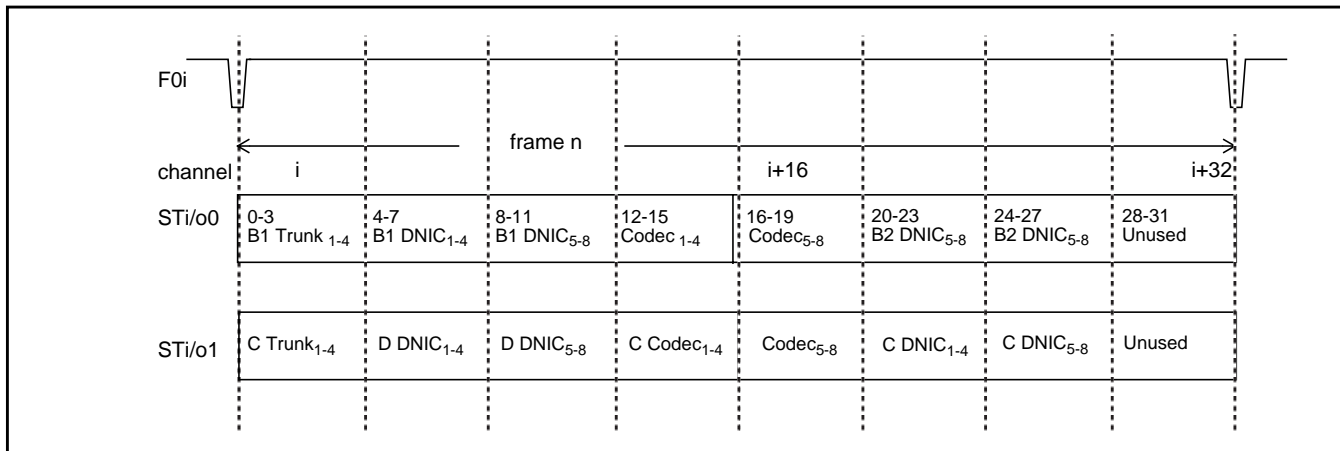 F0i
frame n
channel i i+16 i+32
STi/o0
0-3 4-7 8-11 12-15 16-19 20-23 24-27 28-31
B1 Trunk 1-4 B1 DNIC1-4 B1 DNIC5-8 Codec 1-4 Codec5-8 B2 DNIC5-8 B2 DNIC5-8 Unused
STi/o1 C Trunk1-4 D DNIC1-4 D DNIC5-8 C Codec1-4 Codec5-8 C DNIC1-4 C DNIC5-8 Unused